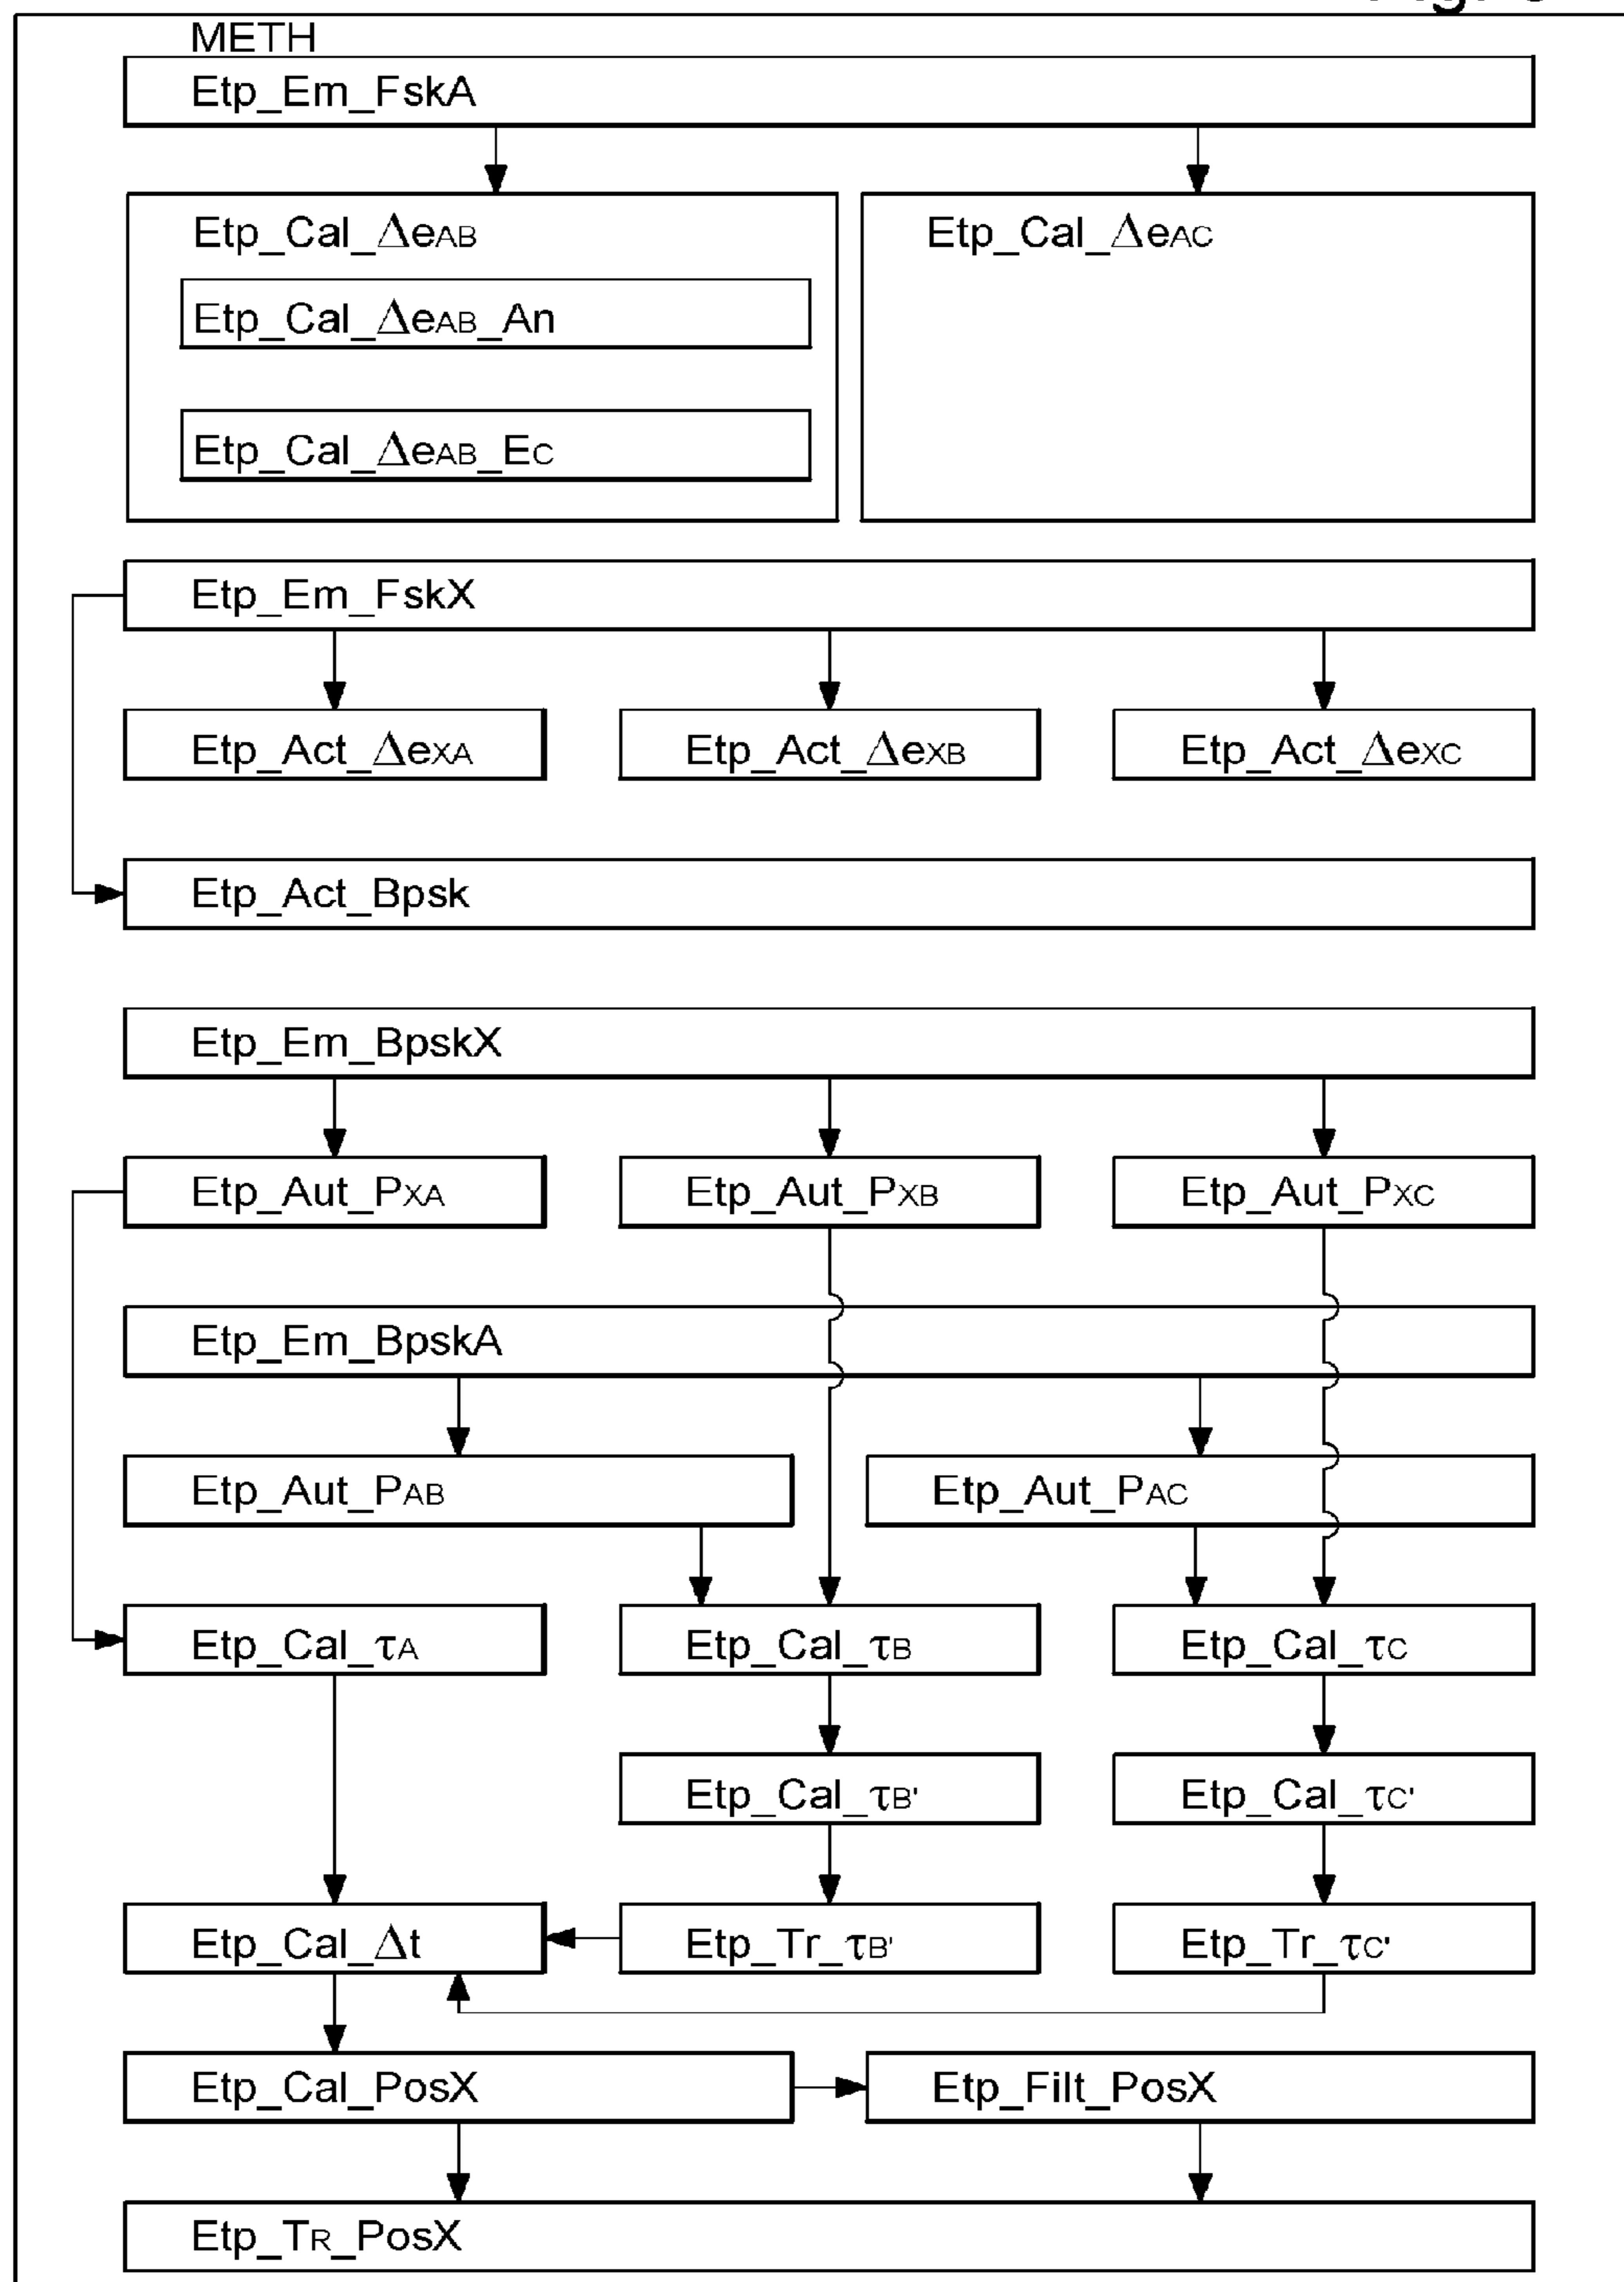 METH
Etp_Em_FskA
Etp_Cal_ΔeAB
Etp_Cal_ΔeAC
Etp_Cal_ΔeAB_An
Etp_Cal_ΔeAB_Ec
Etp_Em_FskX
Etp_Act_ΔeXA
Etp_Act_ΔeXB
Etp_Act_ΔeXC
Etp_Act_Bpsk
Etp_Em_BpskX
Etp_Aut_PXA
Etp_Aut_PXB
Etp_Aut_PXC
Etp_Em_BpskA
Etp_Aut_PAB
Etp_Aut_PAC
Etp_Cal_τA
Etp_Cal_τB
Etp_Cal_τC
Etp_Cal_τB'
Etp_Cal_τC'
Etp_Cal_Δt
Etp_Tr_τB'
Etp_Tr_τC'
Etp_Cal_PosX
Etp_Filt_PosX
Etp_TR_PosX